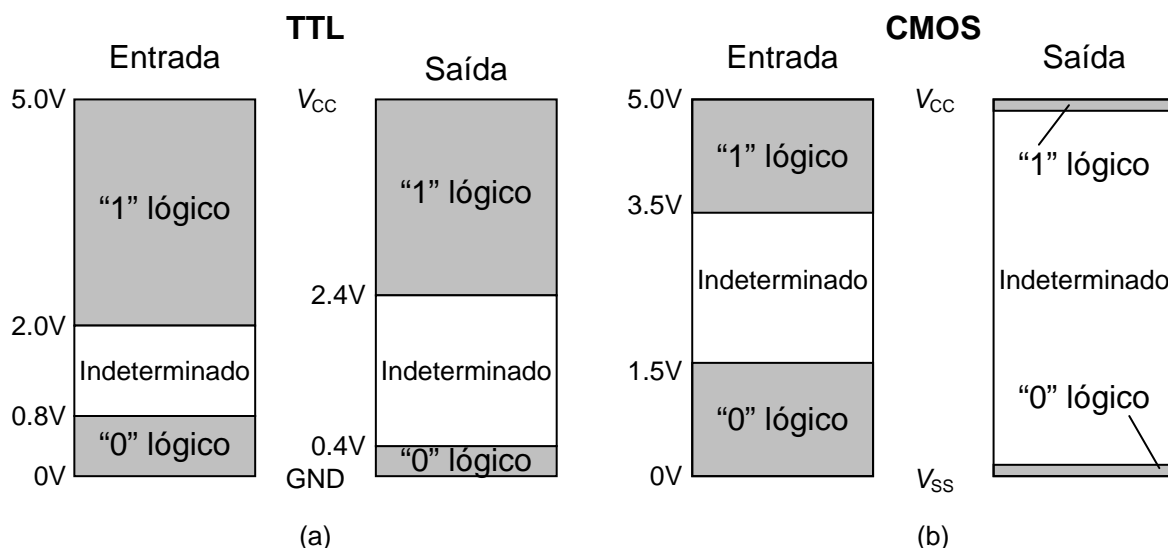 TTL
Entrada
Saída
5.0V
"1" lógico
2.0V
Indeterminado
0.8V
"0" lógico
0V
VCC
"1" lógico
2.4V
Indeterminado
0.4V
"0" lógico
GND
(a)
CMOS
Entrada
Saída
5.0V
"1" lógico
3.5V
Indeterminado
1.5V
"0" lógico
0V
VCC
"1" lógico
Indeterminado
"0" lógico
VSS
(b)